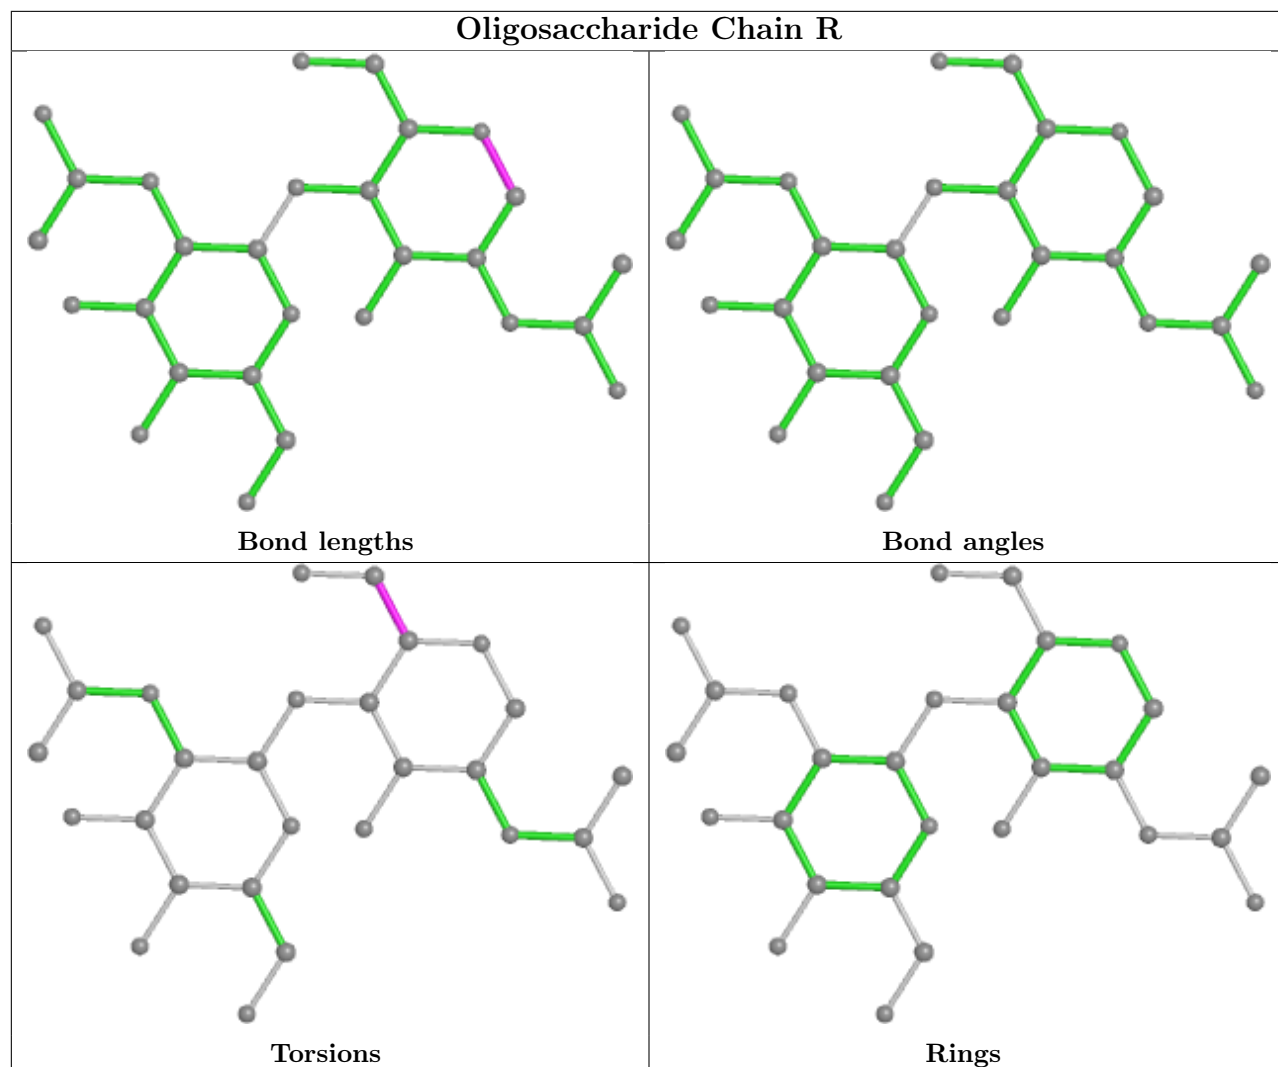 Oligosaccharide Chain R
Bond lengths
Bond angles
Torsions
Rings